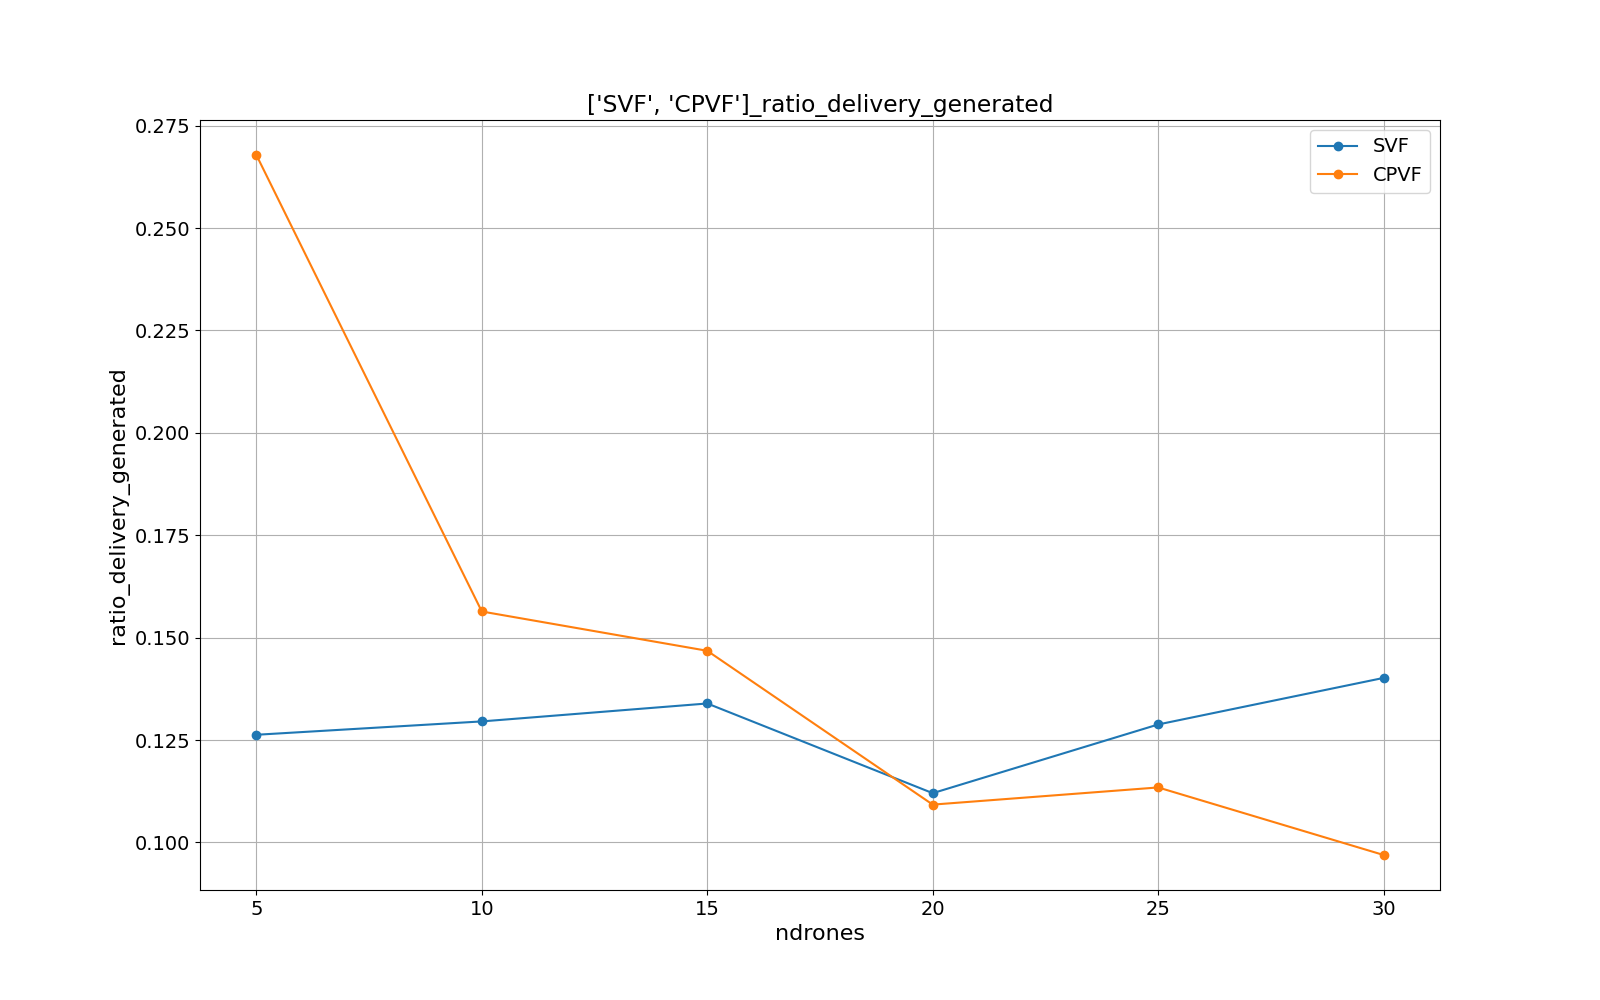 ['SVF', 'CPVF']_ratio_delivery_generated
SVF
CPVF
ratio_delivery_generated
0.275
0.250
0.225
0.200
0.175
0.150
0.125
0.100
5 10 15 20 25 30
ndrones